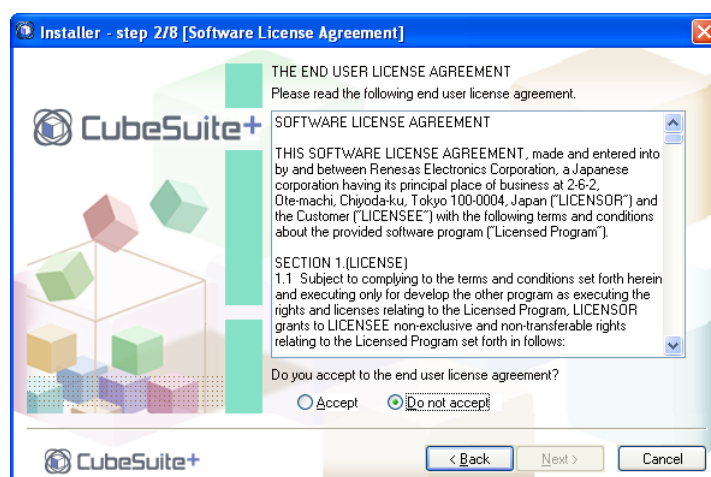 Installer - step 2/8 [Software License Agreement]
CubeSuite+
THE END USER LICENSE AGREEMENT
Please read the following end user license agreement.
SOFTWARE LICENSE AGREEMENT
THIS SOFTWARE LICENSE AGREEMENT, made and entered into
by and between Renesas Electronics Corporation, a Japanese
corporation having its principal place of business at 2-6-2,
Ote-machi, Chiyoda-ku, Tokyo 100-0004, Japan ("LICENSOR") and
the Customer ("LICENSEE") with the following terms and conditions
about the provided software program ("Licensed Program").
SECTION 1.(LICENSE)
1.1 Subject to complying to the terms and conditions set forth herein
and executing only for develop the other program as executing the
rights and licenses relating to the Licensed Program, LICENSOR
grants to LICENSEE non-exclusive and non-transferable rights
relating to the Licensed Program set forth in follows:
Do you accept to the end user license agreement?
Accept Do not accept
CubeSuite+
< Back Next > Cancel